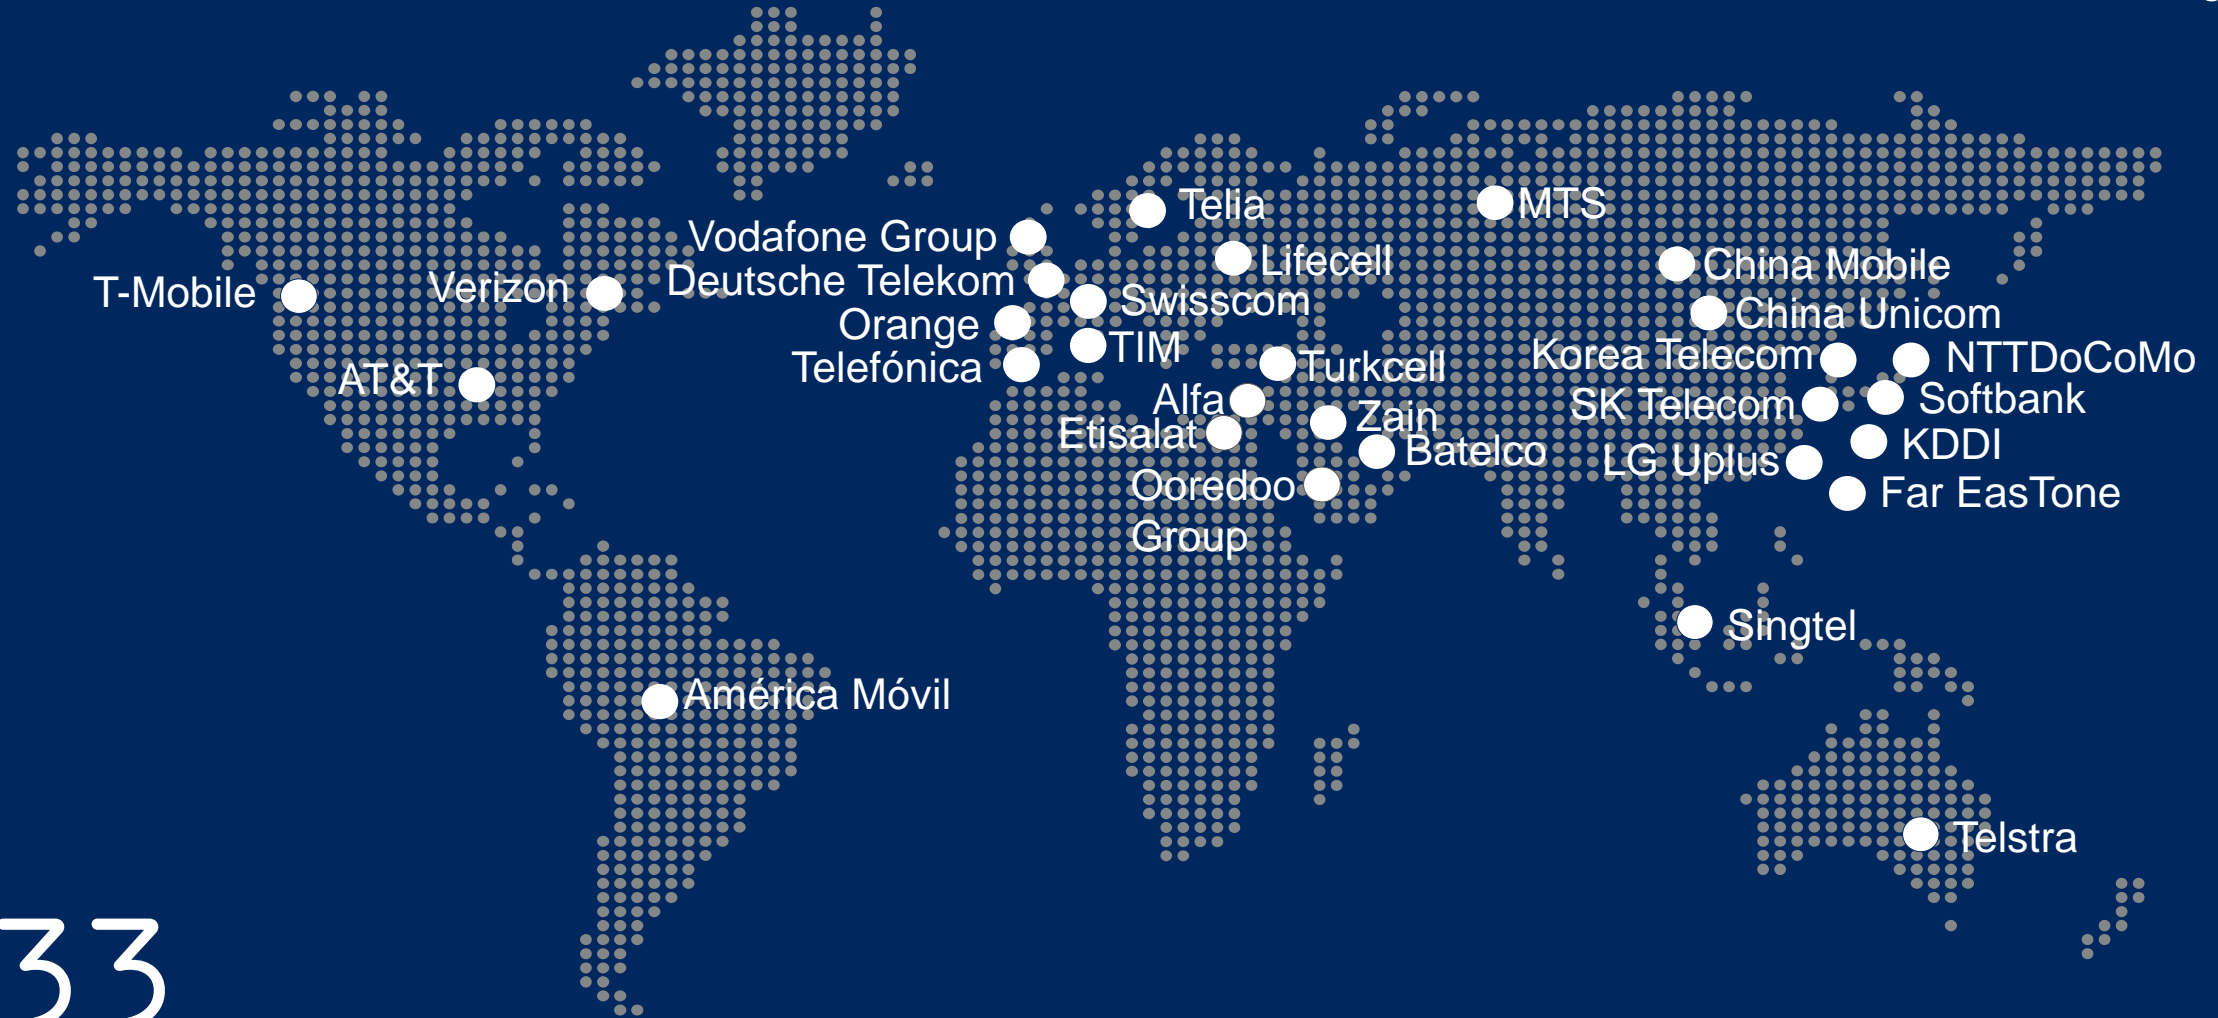 Telia
MTS
Vodafone Group
Lifecell
China Mobile
Deutsche Telekom
T-Mobile
Verizon
Swisscom
China Unicom
Orange
TIM
Korea Telecom
NTTDoCoMo
Telefónica
Turkcell
AT&T
Alfa
SK Telecom
Softbank
Zain
Etisalat
KDDI
Batelco
LG Uplus
Ooredoo
Group
Far EasTone
Singtel
América Móvil
Telstra
33